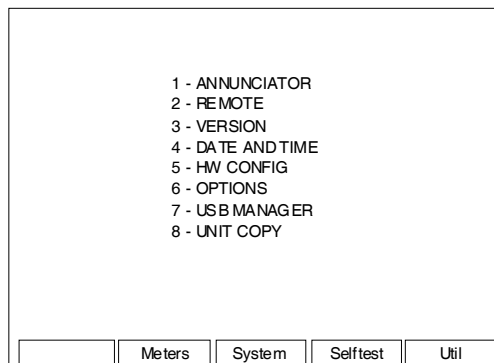 1 - ANNUNCIATOR
2 - REMOTE
3 - VERSION
4 - DATE AND TIME
5 - HW CONFIG
6 - OPTIONS
7 - USB MANAGER
8 - UNIT COPY
Meters System Selftest Util